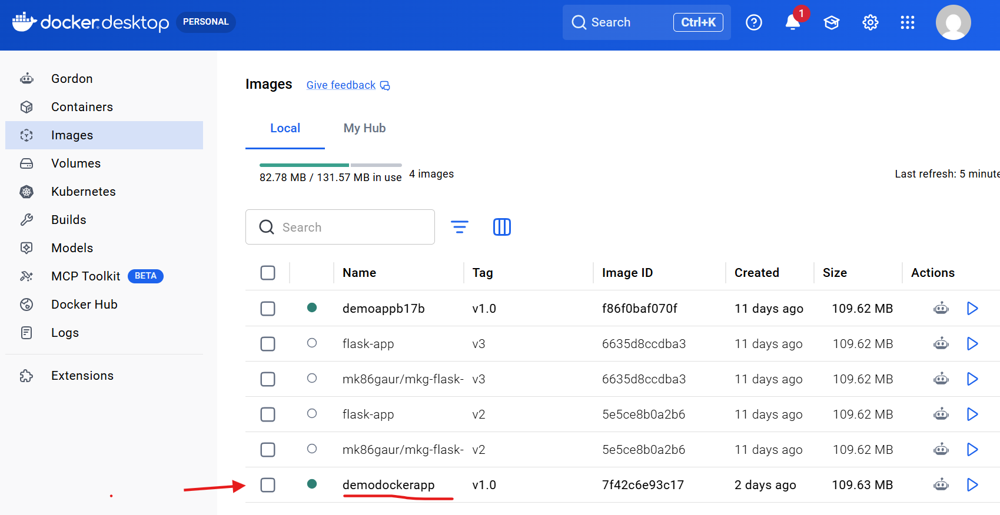 docker.desktop PERSONAL Search Ctrl+K 1
Gordon
Containers
Images
Volumes
Kubernetes
Builds
Models
MCP Toolkit BETA
Docker Hub
Logs
Extensions
Images Give feedback
Local My Hub
82.78 MB / 131.57 MB in use 4 images Last refresh: 5 minute
Search
Name Tag Image ID Created Size Actions
demoappb17b v1.0 f86f0baf070f 11 days ago 109.62 MB
flask-app v3 6635d8ccdba3 11 days ago 109.62 MB
mk86gaur/mkg-flask- v3 6635d8ccdba3 11 days ago 109.62 MB
flask-app v2 5e5ce8b0a2b6 11 days ago 109.62 MB
mk86gaur/mkg-flask- v2 5e5ce8b0a2b6 11 days ago 109.62 MB
demodockerapp v1.0 7f42c6e93c17 2 days ago 109.63 MB